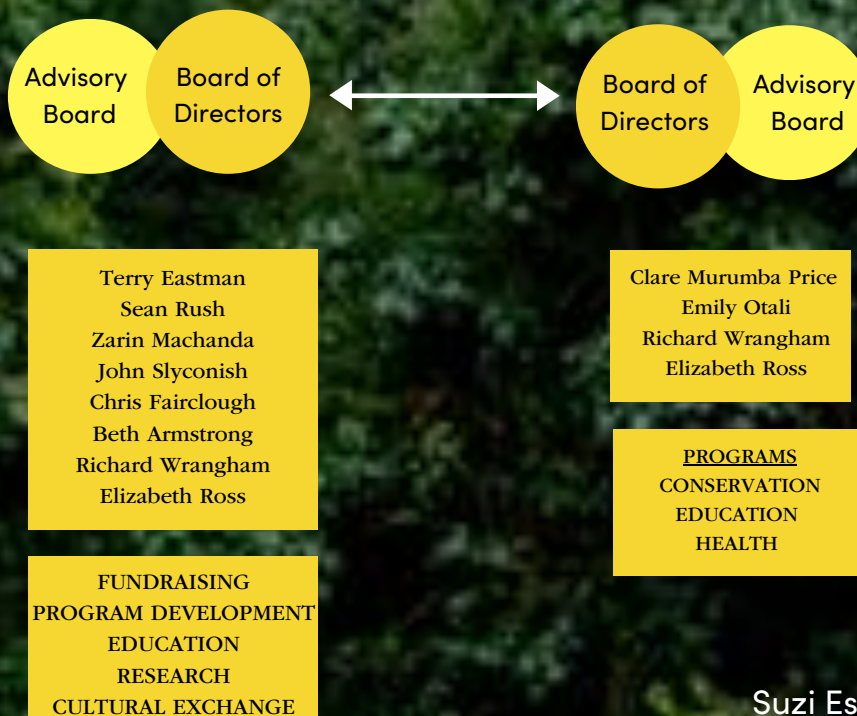 Advisory
Board
Board of
Directors
Board of
Directors
Advisory
Board
Terry Eastman
Sean Rush
Zarin Machanda
John Slyconish
Chris Fairclough
Beth Armstrong
Richard Wrangham
Elizabeth Ross
Clare Murumba Price
Emily Otali
Richard Wrangham
Elizabeth Ross
PROGRAMS
CONSERVATION
EDUCATION
HEALTH
FUNDRAISING
PROGRAM DEVELOPMENT
EDUCATION
RESEARCH
CULTURAL EXCHANGE
Suzi Es